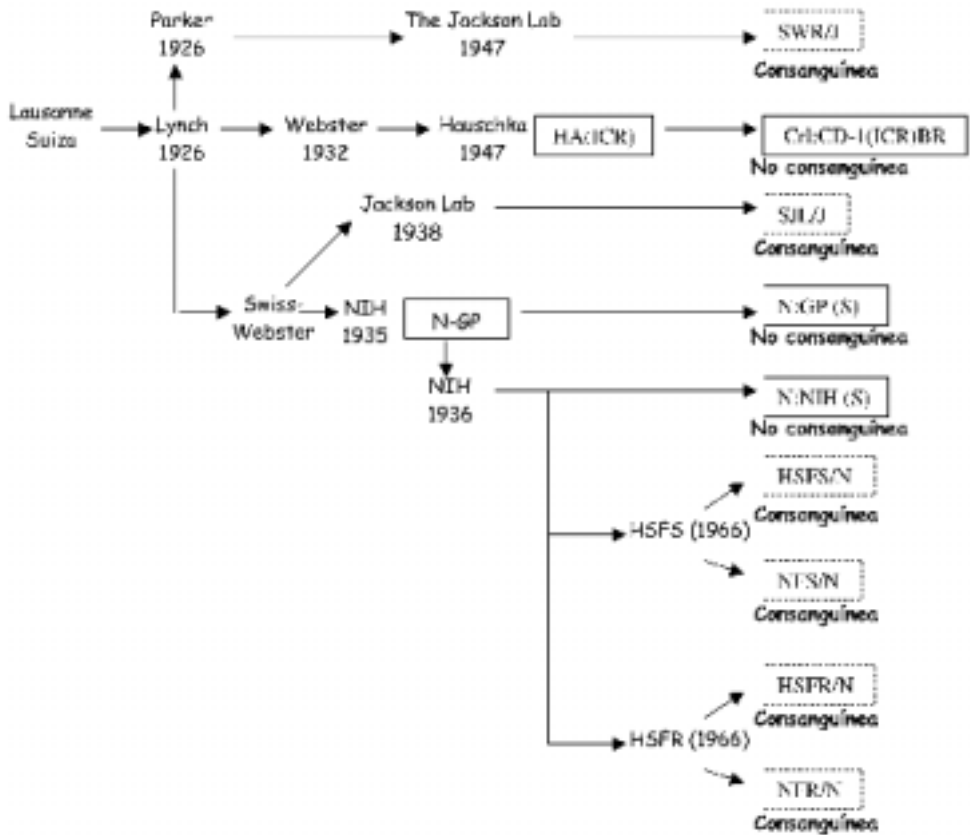 Parker
1926
The Jackson Lab
1947
SWR/J
Consanguínea
Lausanne
Suiza
Lynch
1926
Webster
1932
Hauschka
1947
HA(ICR)
Crl:CD-1(ICR)BR
No consanguínea
Jackson Lab
1938
SJL/J
Consanguínea
Swiss-
Webster
NIH
1935
N-GP
N:GP (S)
No consanguínea
NIH
1936
N:NIH (S)
No consanguínea
HSFS (1966)
HSFS/N
Consanguínea
NFS/N
Consanguínea
HSFR (1966)
HSFR/N
Consanguínea
NFR/N
Consanguínea